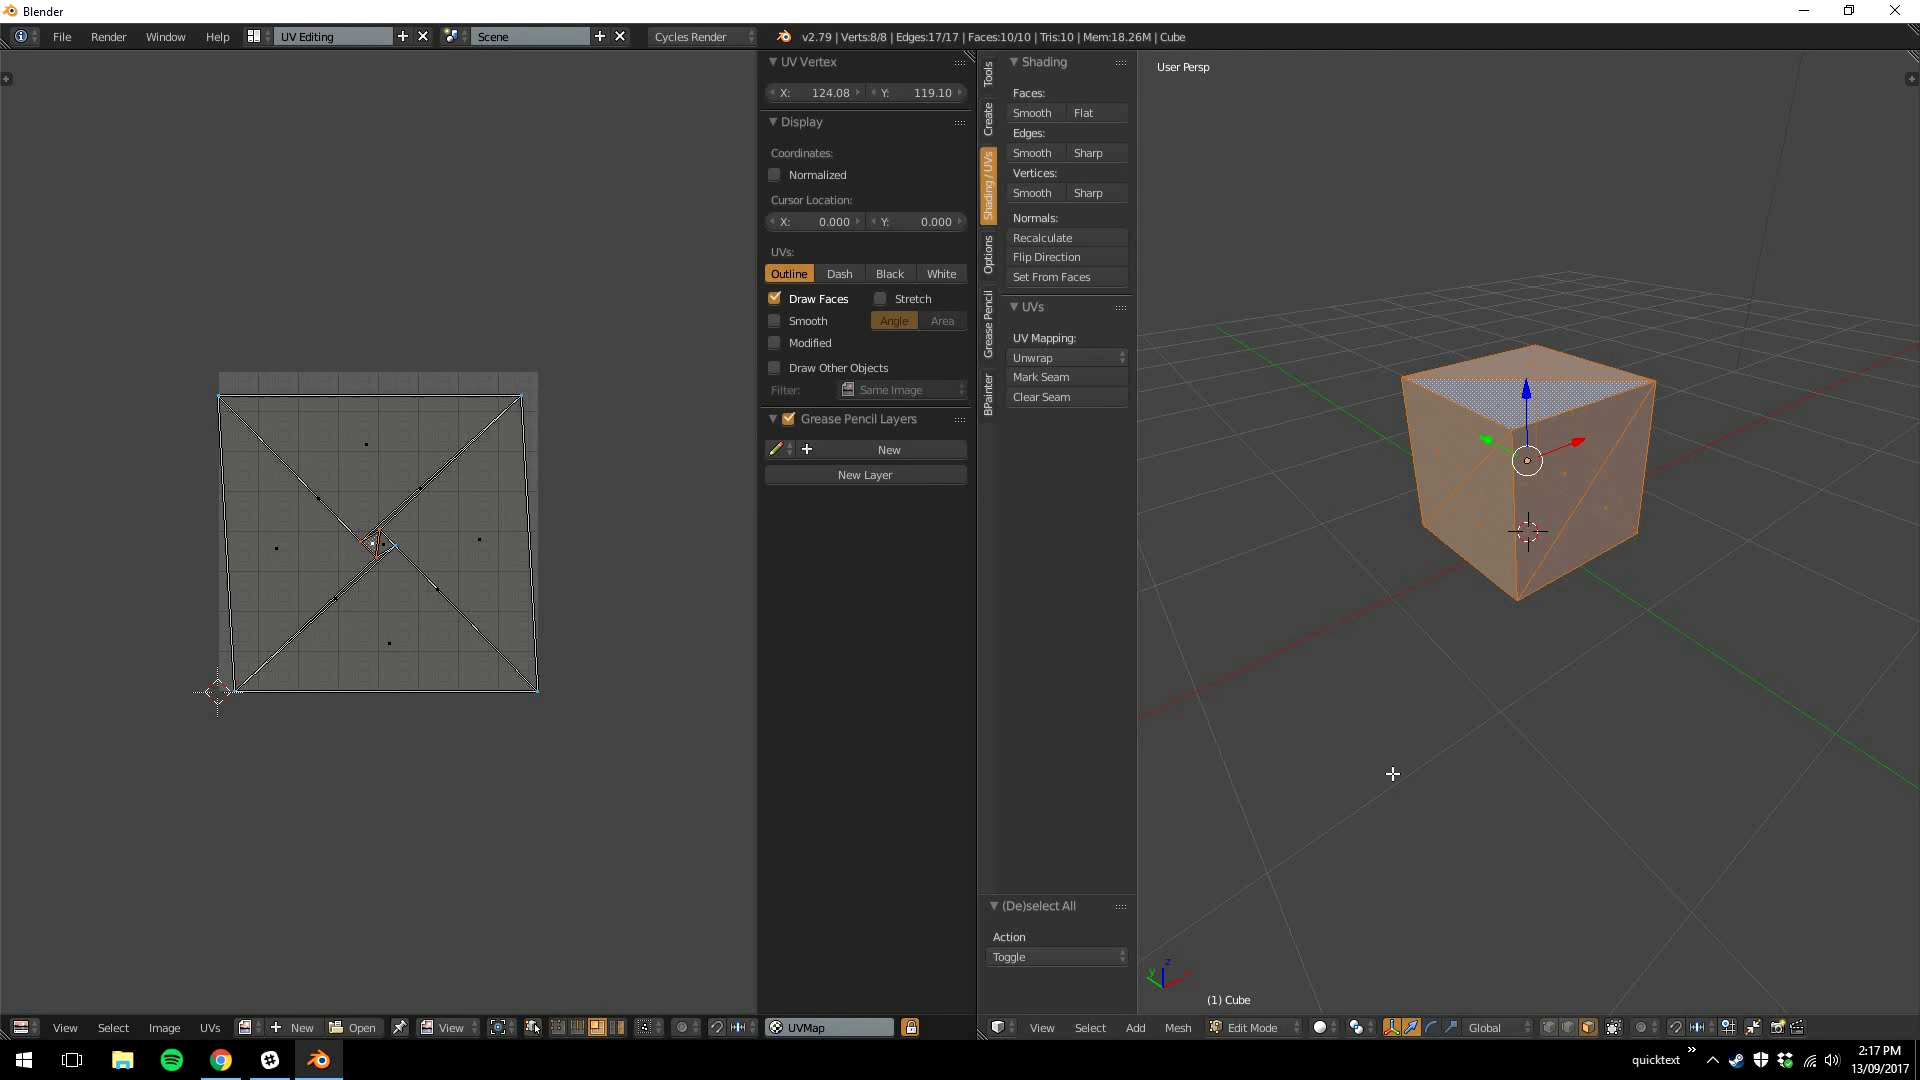 Blender
File Render Window Help UV Editing Scene Cycles Render v2.79 | Verts:8/8 | Edges:17/17 | Faces:10/10 | Tris:10 | Mem:18.26M | Cube
UV Vertex
X: 124.08 Y: 119.10
Display
Coordinates:
Normalized
Cursor Location:
X: 0.000 Y: 0.000
UVs:
Outline Dash Black White
Draw Faces Stretch
Smooth Angle Area
Modified
Draw Other Objects
Filter: Same Image
Grease Pencil Layers
New
New Layer
Tools
Create
Shading / UVs
Options
Grease Pencil
BPainter
Shading
Faces:
Smooth Flat
Edges:
Smooth Sharp
Vertices:
Smooth Sharp
Normals:
Recalculate
Flip Direction
Set From Faces
UVs
UV Mapping:
Unwrap
Mark Seam
Clear Seam
(De)select All
Action
Toggle
User Persp
z
y
(1) Cube
View Select Image UVs New Open View UVMap
View Select Add Mesh Edit Mode Global
quicktext
2:17 PM
13/09/2017